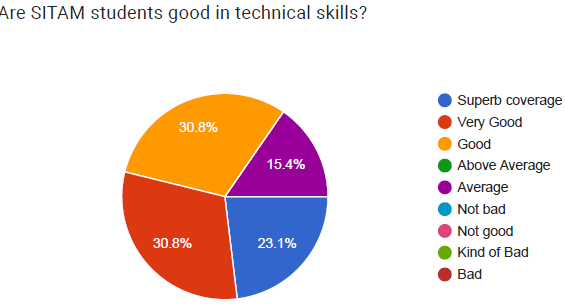 Are SITAM students good in technical skills?
30.8%
15.4%
30.8%
23.1%
Superb coverage
Very Good
Good
Above Average
Average
Not bad
Not good
Kind of Bad
Bad